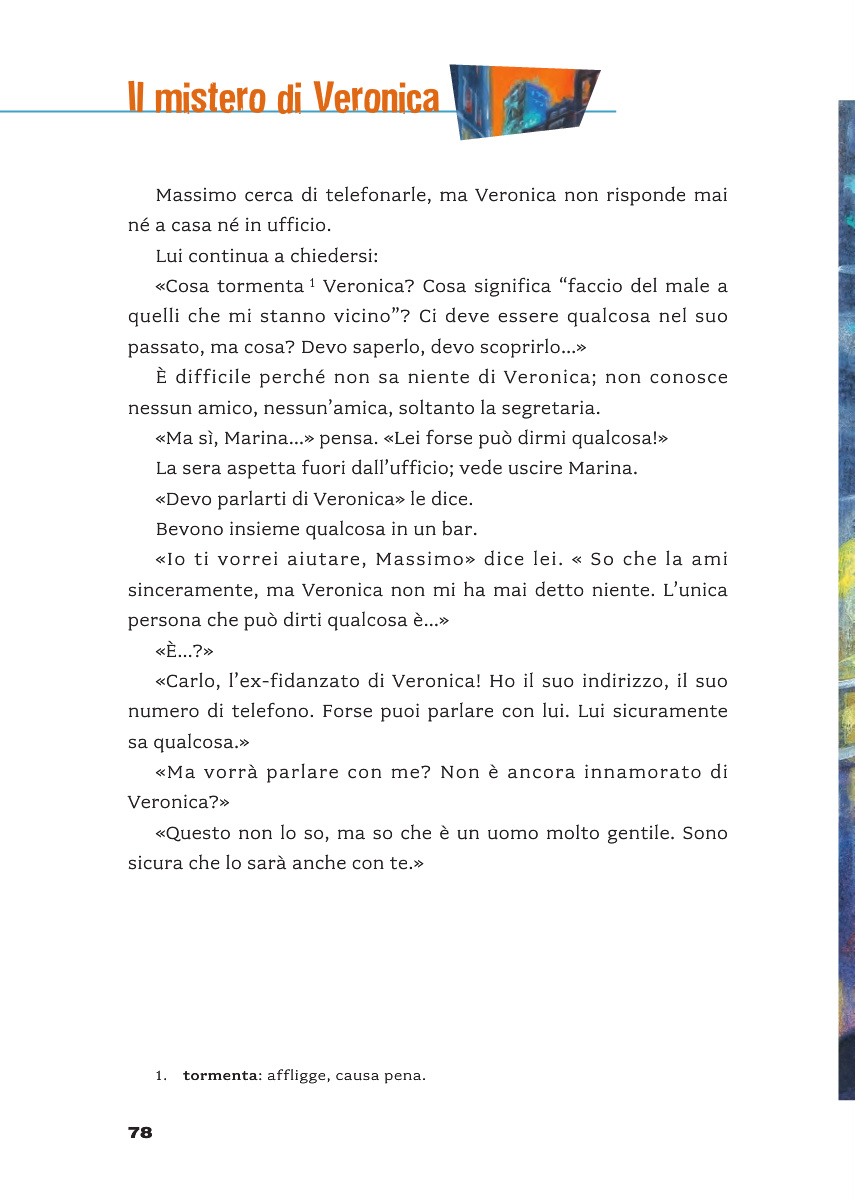 Il mistero di Veronica
Massimo cerca di telefonarle, ma Veronica non risponde mai
né a casa né in ufficio.
Lui continua a chiedersi:
«Cosa tormenta 1 Veronica? Cosa significa “faccio del male a
quelli che mi stanno vicino”? Ci deve essere qualcosa nel suo
passato, ma cosa? Devo saperlo, devo scoprirlo...»
È difficile perché non sa niente di Veronica; non conosce
nessun amico, nessun’amica, soltanto la segretaria.
«Ma sì, Marina...» pensa. «Lei forse può dirmi qualcosa!»
La sera aspetta fuori dall’ufficio; vede uscire Marina.
«Devo parlarti di Veronica» le dice.
Bevono insieme qualcosa in un bar.
«Io ti vorrei aiutare, Massimo» dice lei. « So che la ami
sinceramente, ma Veronica non mi ha mai detto niente. L’unica
persona che può dirti qualcosa è...»
«È...?»
«Carlo, l’ex-fidanzato di Veronica! Ho il suo indirizzo, il suo
numero di telefono. Forse puoi parlare con lui. Lui sicuramente
sa qualcosa.»
«Ma vorrà parlare con me? Non è ancora innamorato di
Veronica?»
«Questo non lo so, ma so che è un uomo molto gentile. Sono
sicura che lo sarà anche con te.»
1. tormenta: affligge, causa pena.
78